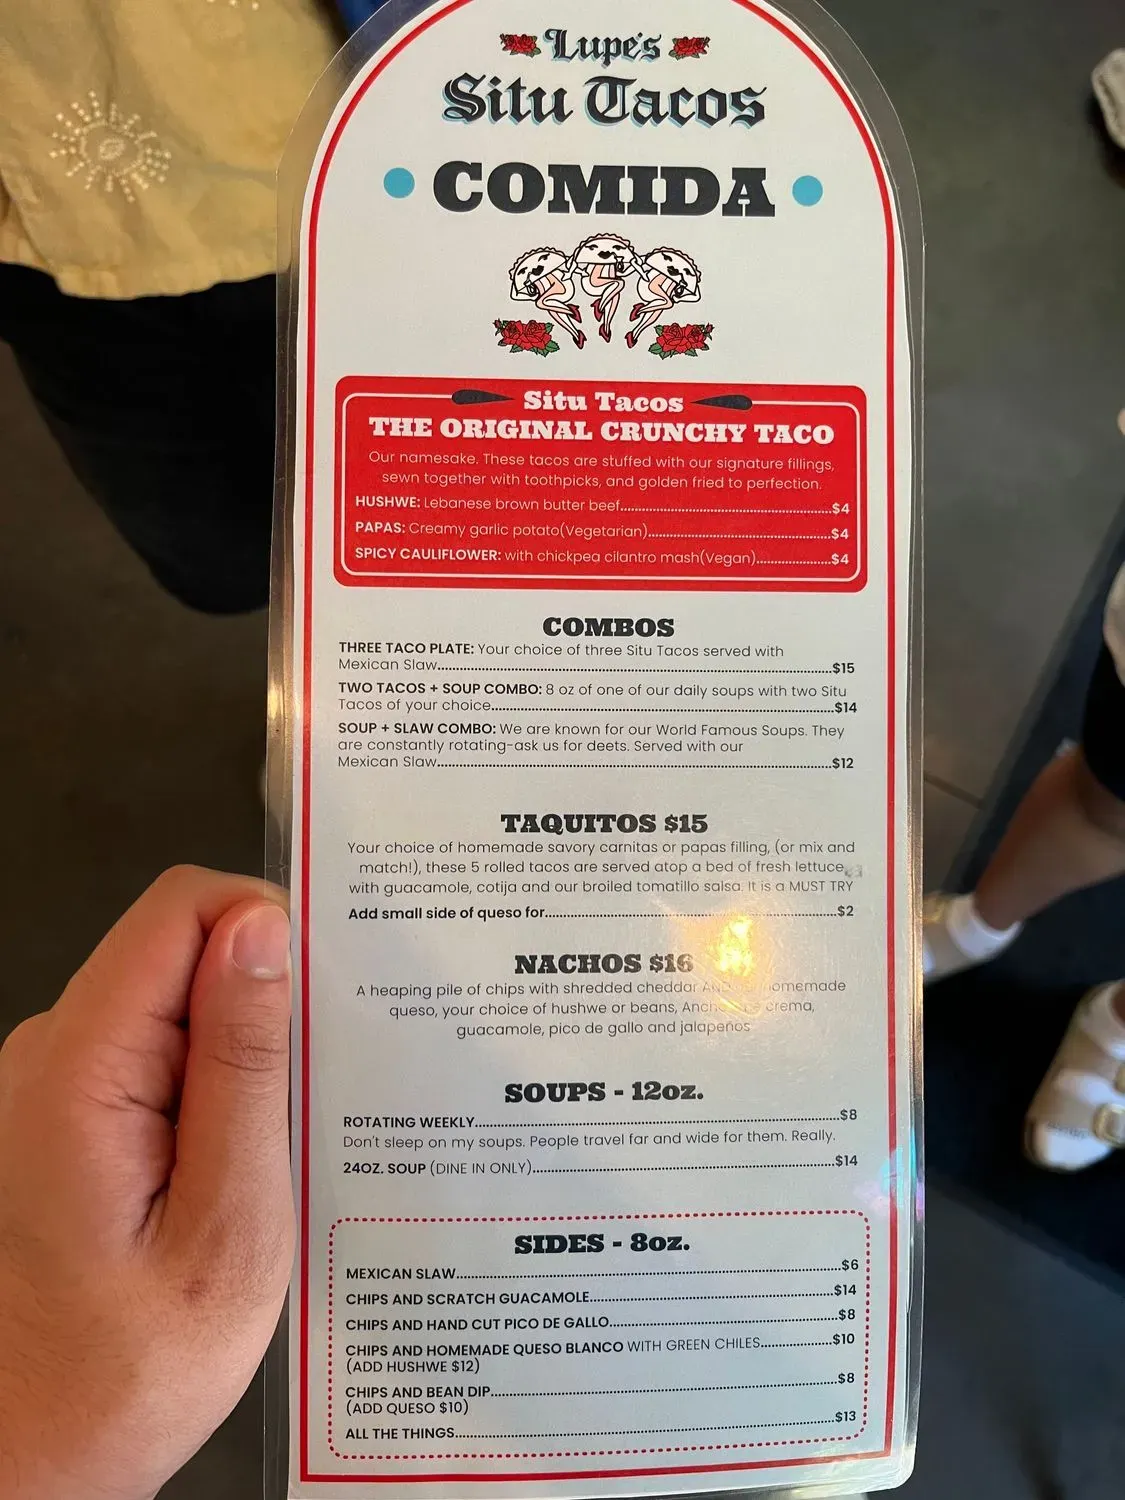 Lupe's
Situ Tacos
COMIDA
Situ Tacos
THE ORIGINAL CRUNCHY TACO
Our namesake. These tacos are stuffed with our signature fillings,
sewn together with toothpicks, and golden fried to perfection.
HUSHWE: Lebanese brown butter beef....$4
PAPAS: Creamy garlic potato(Vegetarian)....$4
SPICY CAULIFLOWER: with chickpea cilantro mash(Vegan)....$4
COMBOS
THREE TACO PLATE: Your choice of three Situ Tacos served with
Mexican Slaw....$15
TWO TACOS + SOUP COMBO: 8 oz of one of our daily soups with two Situ
Tacos of your choice....$14
SOUP + SLAW COMBO: We are known for our World Famous Soups. They
are constantly rotating-ask us for deets. Served with our
Mexican Slaw....$12
TAQUITOS $15
Your choice of homemade savory carnitas or papas filling, (or mix and
match!), these 5 rolled tacos are served atop a bed of fresh lettuce
with guacamole, cotija and our broiled tomatillo salsa. It is a MUST TRY
Add small side of queso for....$2
NACHOS $16
A heaping pile of chips with shredded cheddar AND homemade
queso, your choice of hushwe or beans, crema,
guacamole, pico de gallo and jalapeños
SOUPS - 12oz.
ROTATING WEEKLY....$8
Don't sleep on my soups. People travel far and wide for them. Really.
24OZ. SOUP (DINE IN ONLY)....$14
SIDES - 8oz.
MEXICAN SLAW....$6
CHIPS AND SCRATCH GUACAMOLE....$14
CHIPS AND HAND CUT PICO DE GALLO....$8
CHIPS AND HOMEMADE QUESO BLANCO WITH GREEN CHILES....$10
(ADD HUSHWE $12)
CHIPS AND BEAN DIP....$8
(ADD QUESO $10)
ALL THE THINGS....$13